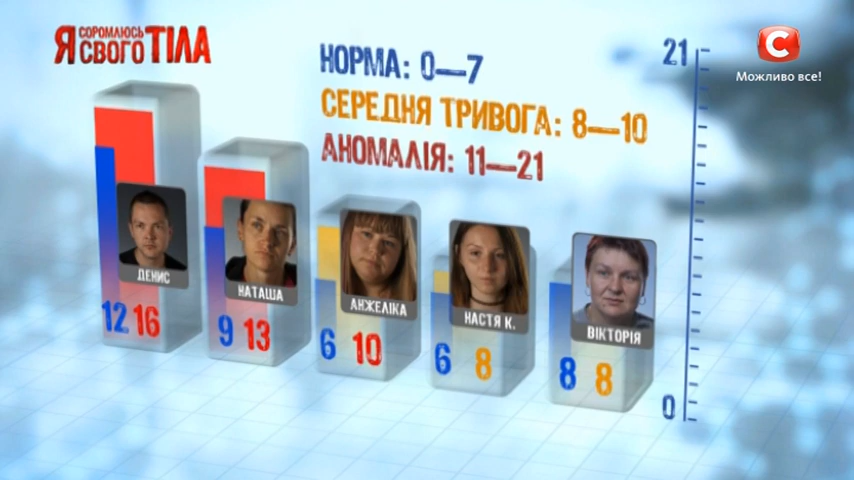 Я СОРОМЛЮСЬ
СВОГО ТІЛА
НОРМА: 0—7
СЕРЕДНЯ ТРИВОГА: 8—10
АНОМАЛІЯ: 11—21
21
Можливо все!
ДЕНИС
12 16
НАТАША
9 13
АНЖЕЛІКА
6 10
НАСТЯ К.
6 8
ВІКТОРІЯ
8 8
0